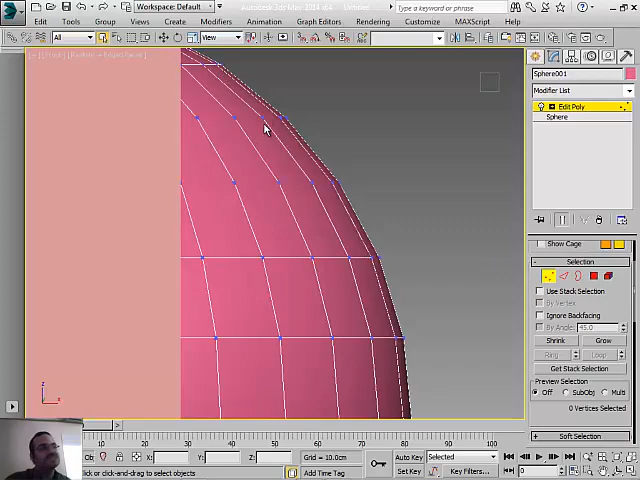 Workspace: Default
Autodesk 3ds Max 2014 x64 Untitled
Type a keyword or phrase
Edit Tools Group Views Create Modifiers Animation Graph Editors Rendering Customize MAXScript Help
All
View
Sphere001
Modifier List
Edit Poly
Sphere
Show Cage
Selection
Use Stack Selection
By Vertex
Ignore Backfacing
By Angle: 45.0
Shrink Grow
Ring Loop
Get Stack Selection
Preview Selection
Off SubObj Multi
0 Vertices Selected
Soft Selection
z
x
20 30 40 50 60 70 80 90 100
X: Y: Z: Grid = 10.0cm
Auto Key Selected
click or click-and-drag to select objects
Add Time Tag
Set Key Key Filters...
0